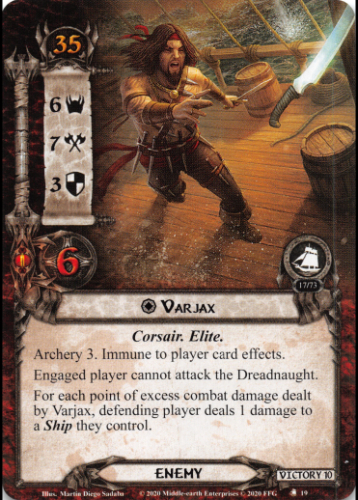 35
6
7
3
6
17/73
Varjax
Corsair. Elite.
Archery 3. Immune to player card effects.
Engaged player cannot attack the Dreadnaught.
For each point of excess combat damage dealt
by Varjax, defending player deals 1 damage to
a Ship they control.
ENEMY
VICTORY 10
Illus. Martin Diego Sadaba © 2020 Middle-earth Enterprises © 2020 FFG 19